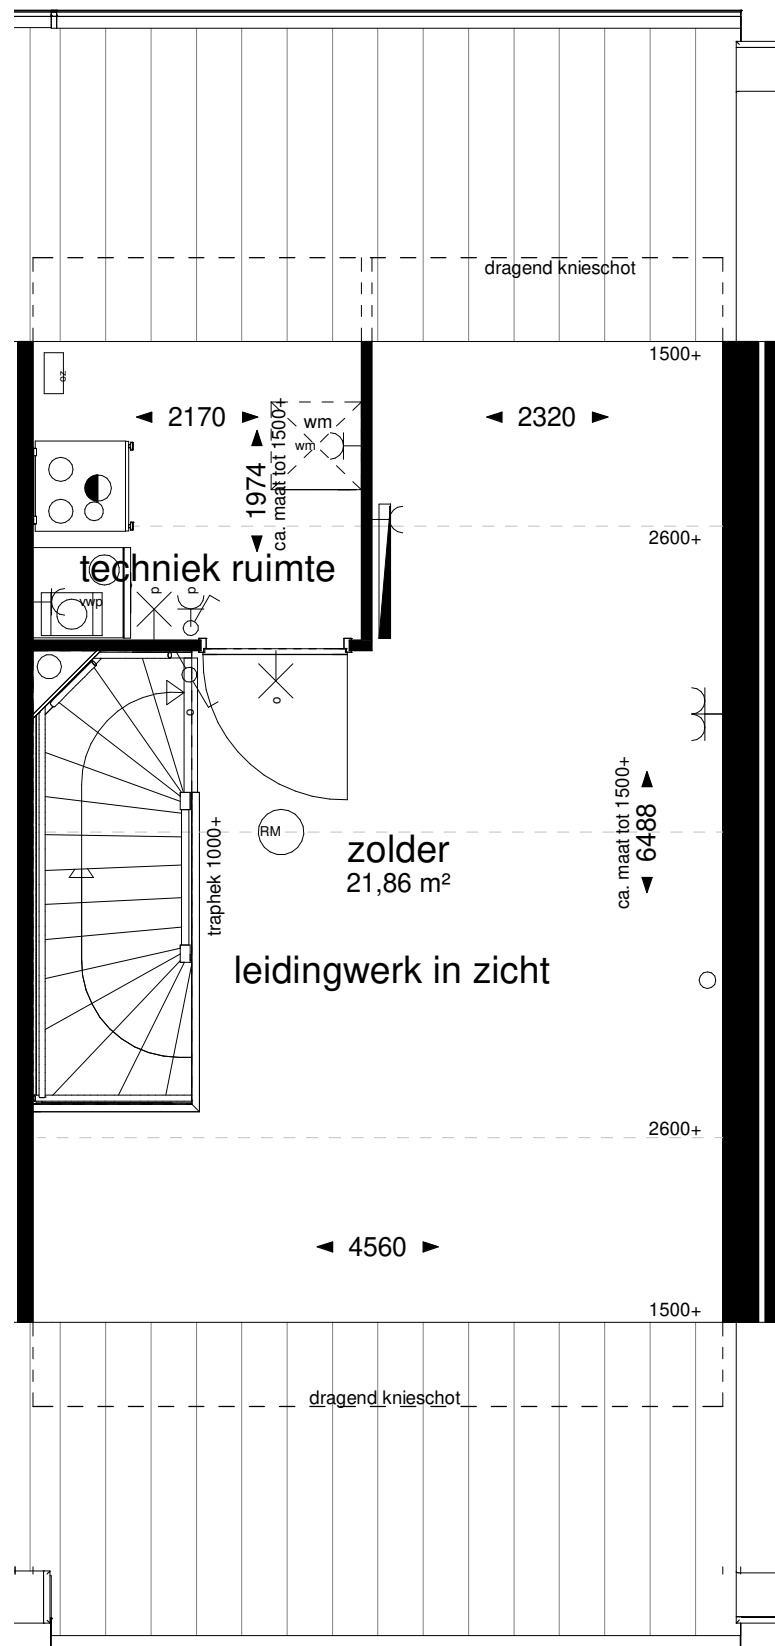 dragend knieschot
1500+
oz
2170
wm
wm
2320
1974
ca. maat tot 1500+
2600+
techniek ruimte
vwp
p
p
o
o
RM
zolder
21,86 m²
traphek 1000+
ca. maat tot 1500+
6488
leidingwerk in zicht
2600+
4560
1500+
dragend knieschot